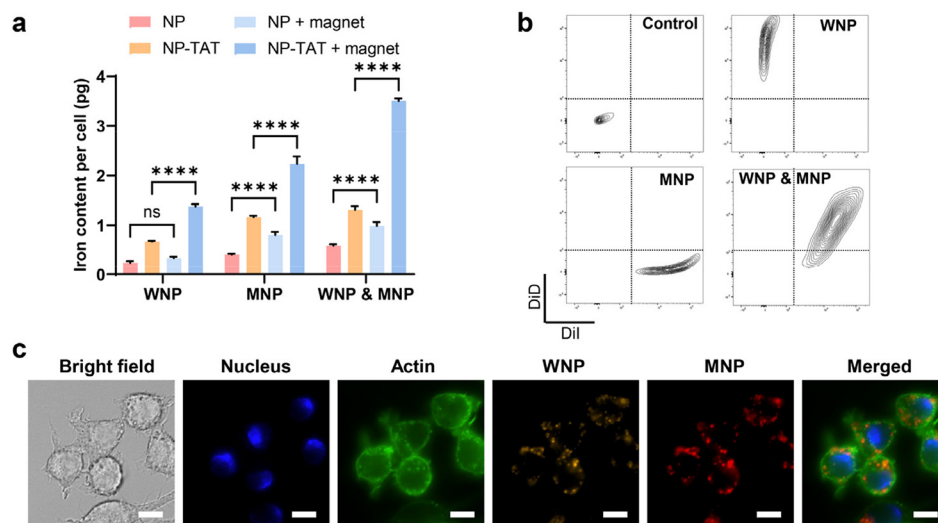 a
NP
NP + magnet
NP-TAT
NP-TAT + magnet
Iron content per cell (pg)
4
3
2
1
0
ns
****
****
****
****
****
WNP
MNP
WNP & MNP
b
Control
WNP
MNP
WNP & MNP
DiD
DiI
c
Bright field
Nucleus
Actin
WNP
MNP
Merged